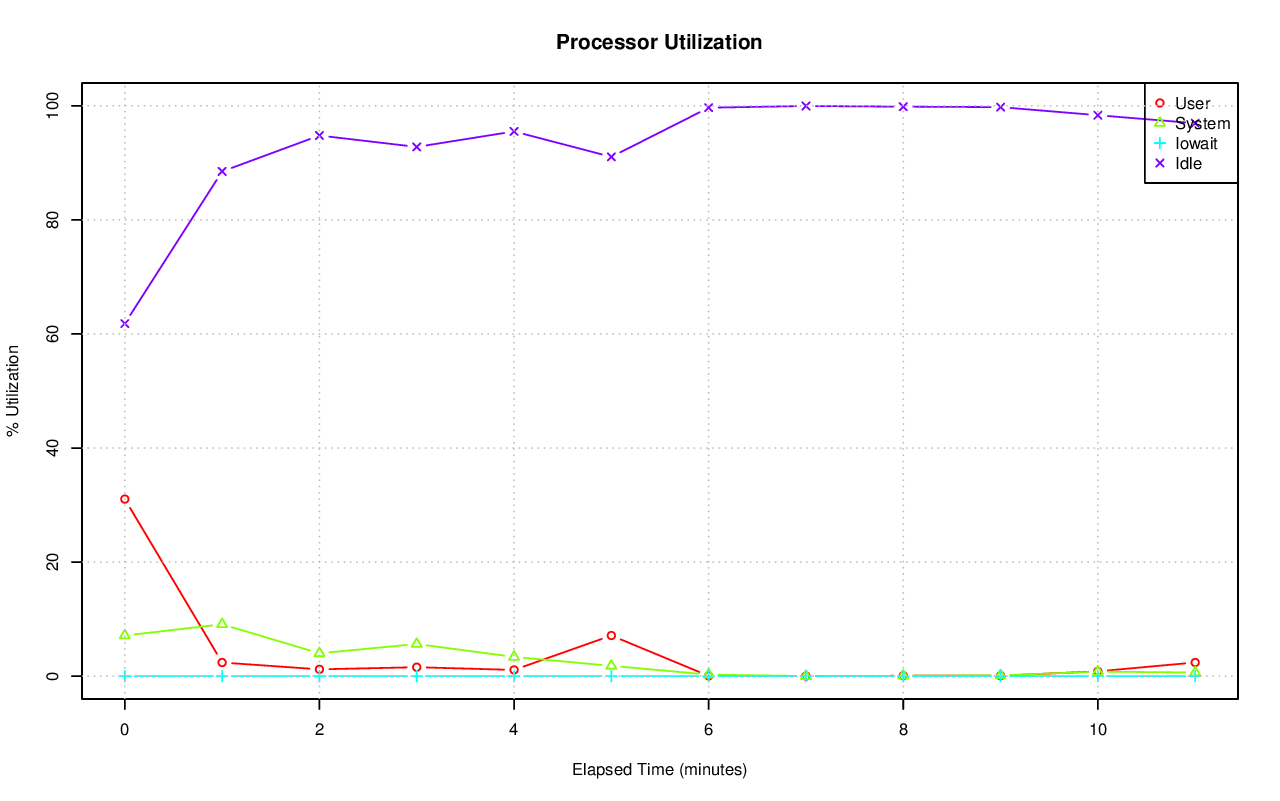 Processor Utilization
100
80
60
40
20
0
% Utilization
User
System
Iowait
Idle
0 2 4 6 8 10
Elapsed Time (minutes)